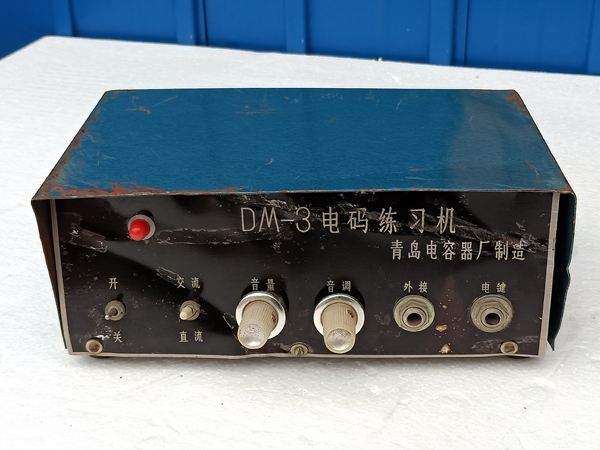 DM-3电码练习机
青岛电容器厂制造
开 交流 音量 音调 外接 电键
关 直流